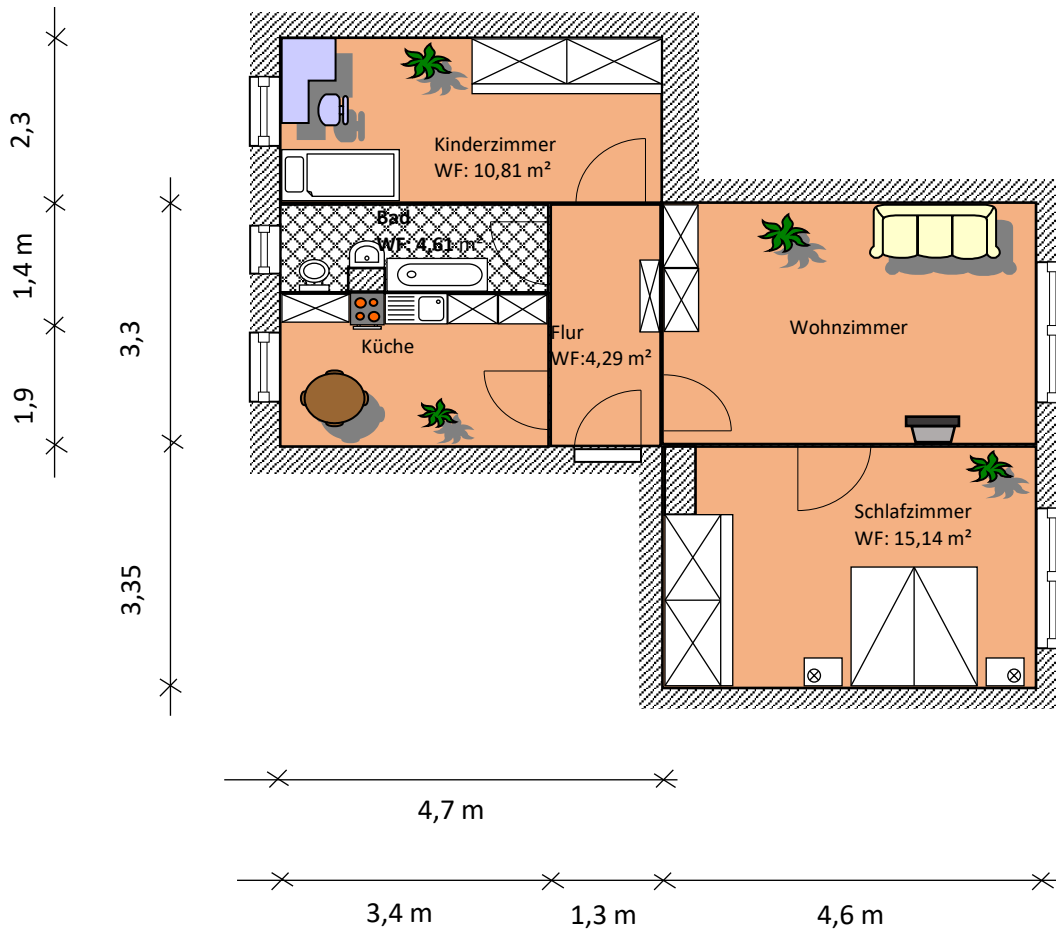 2,3
Kinderzimmer
WF: 10,81 m²
Bad
WF: 4,61 m²
1,4 m
3,3
Wohnzimmer
Flur
WF:4,29 m²
Küche
1,9
Schlafzimmer
WF: 15,14 m²
3,35
4,7 m
3,4 m
1,3 m
4,6 m